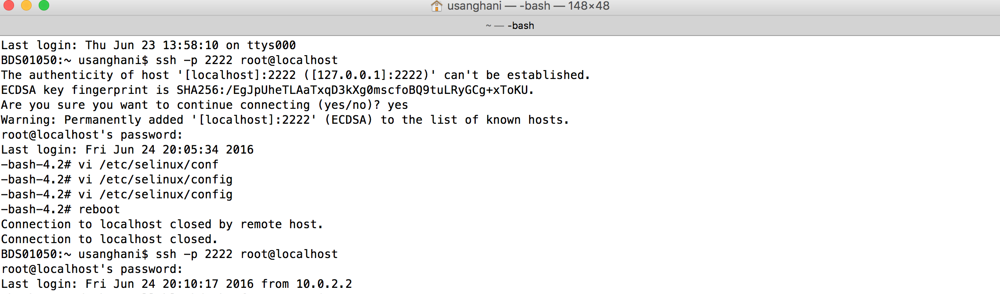 usanghani — -bash — 148×48
~ — -bash
Last login: Thu Jun 23 13:58:10 on ttys000
BDS01050:~ usanghani$ ssh -p 2222 root@localhost
The authenticity of host '[localhost]:2222 ([127.0.0.1]:2222)' can't be established.
ECDSA key fingerprint is SHA256:/EgJpUheTLAaTxqD3kXg0mscfoBQ9tuLRyGCg+xToKU.
Are you sure you want to continue connecting (yes/no)? yes
Warning: Permanently added '[localhost]:2222' (ECDSA) to the list of known hosts.
root@localhost's password:
Last login: Fri Jun 24 20:05:34 2016
-bash-4.2# vi /etc/selinux/conf
-bash-4.2# vi /etc/selinux/config
-bash-4.2# vi /etc/selinux/config
-bash-4.2# reboot
Connection to localhost closed by remote host.
Connection to localhost closed.
BDS01050:~ usanghani$ ssh -p 2222 root@localhost
root@localhost's password:
Last login: Fri Jun 24 20:10:17 2016 from 10.0.2.2